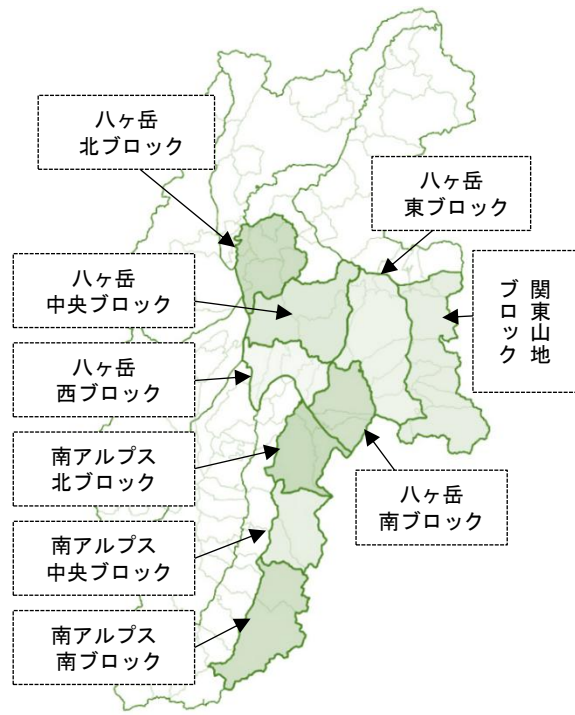 八ヶ岳
北ブロック
八ヶ岳
東ブロック
関東山地
ブロック
八ヶ岳
中央ブロック
八ヶ岳
西ブロック
南アルプス
北ブロック
八ヶ岳
南ブロック
南アルプス
中央ブロック
南アルプス
南ブロック